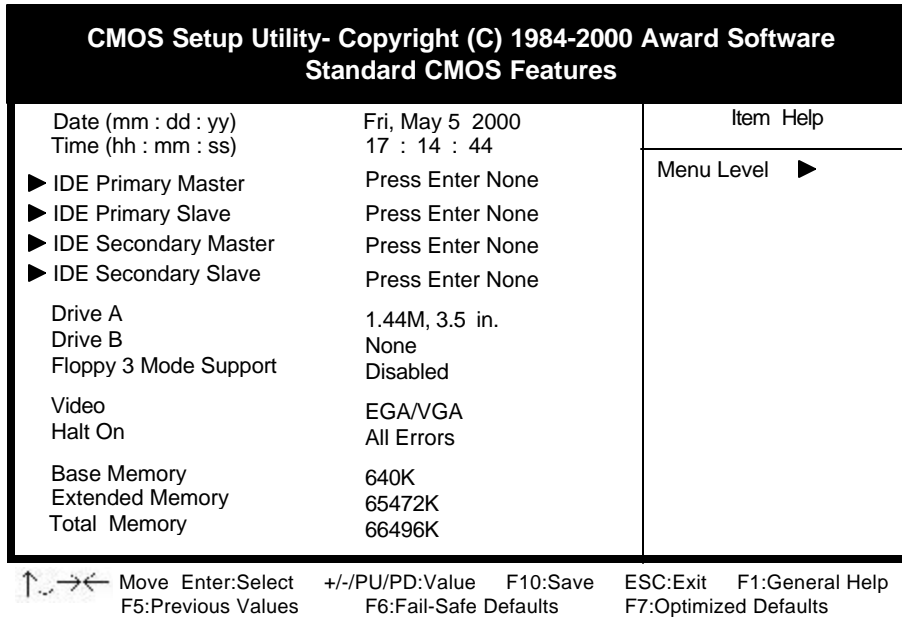 CMOS Setup Utility- Copyright (C) 1984-2000 Award Software
Standard CMOS Features
Date (mm : dd : yy) Fri, May 5 2000
Time (hh : mm : ss) 17 : 14 : 44
▶ IDE Primary Master Press Enter None
▶ IDE Primary Slave Press Enter None
▶ IDE Secondary Master Press Enter None
▶ IDE Secondary Slave Press Enter None
Drive A 1.44M, 3.5 in.
Drive B None
Floppy 3 Mode Support Disabled
Video EGA/VGA
Halt On All Errors
Base Memory 640K
Extended Memory 65472K
Total Memory 66496K
Item Help
Menu Level ▶
↑↓→← Move Enter:Select +/-/PU/PD:Value F10:Save ESC:Exit F1:General Help
F5:Previous Values F6:Fail-Safe Defaults F7:Optimized Defaults